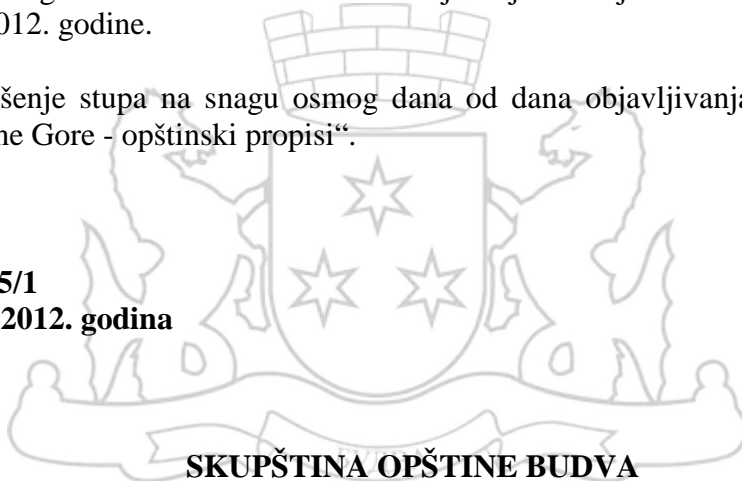 012. godine.
šenje stupa na snagu osmog dana od dana objavljivanja
ne Gore - opštinski propisi“.
5/1
2012. godina
SKUPŠTINA OPŠTINE BUDVA